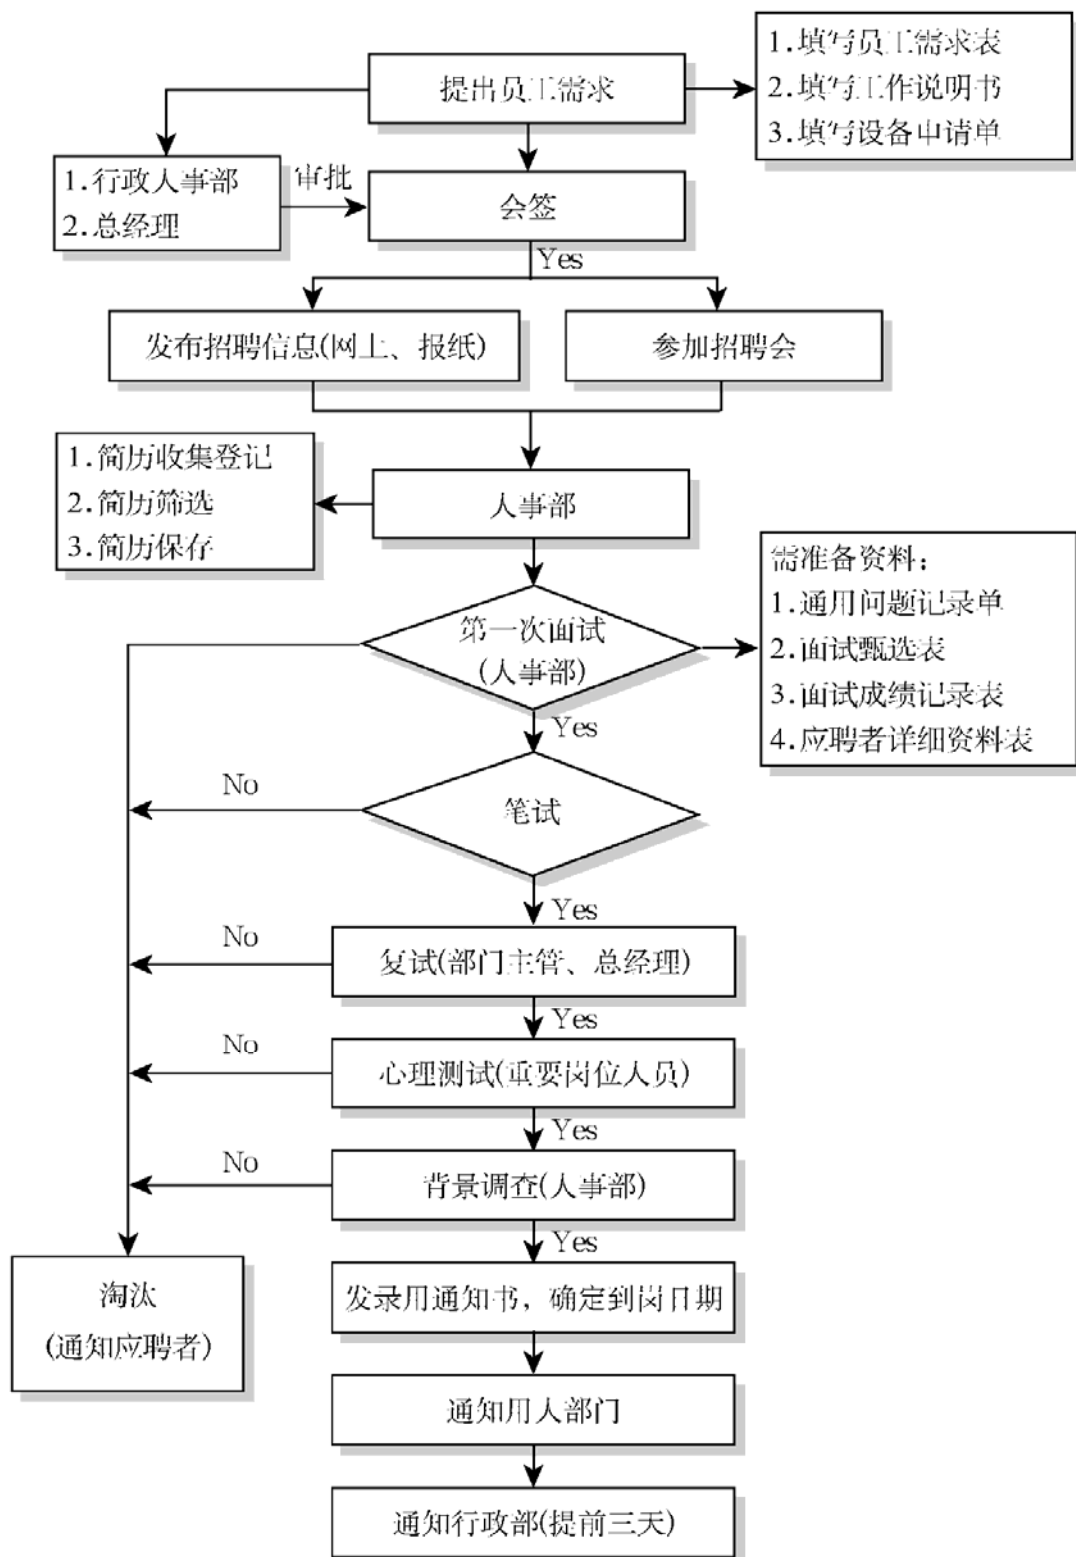 提出员工需求
1.填写员工需求表
2.填写工作说明书
3.填写设备申请单
1.行政人事部
2.总经理
审批
会签
Yes
发布招聘信息(网上、报纸)
参加招聘会
1.简历收集登记
2.简历筛选
3.简历保存
人事部
第一次面试
(人事部)
需准备资料：
1.通用问题记录单
2.面试甄选表
3.面试成绩记录表
4.应聘者详细资料表
Yes
No
笔试
Yes
No
复试(部门主管、总经理)
Yes
No
心理测试(重要岗位人员)
Yes
No
背景调查(人事部)
Yes
淘汰
(通知应聘者)
发录用通知书，确定到岗日期
通知用人部门
通知行政部(提前三天)